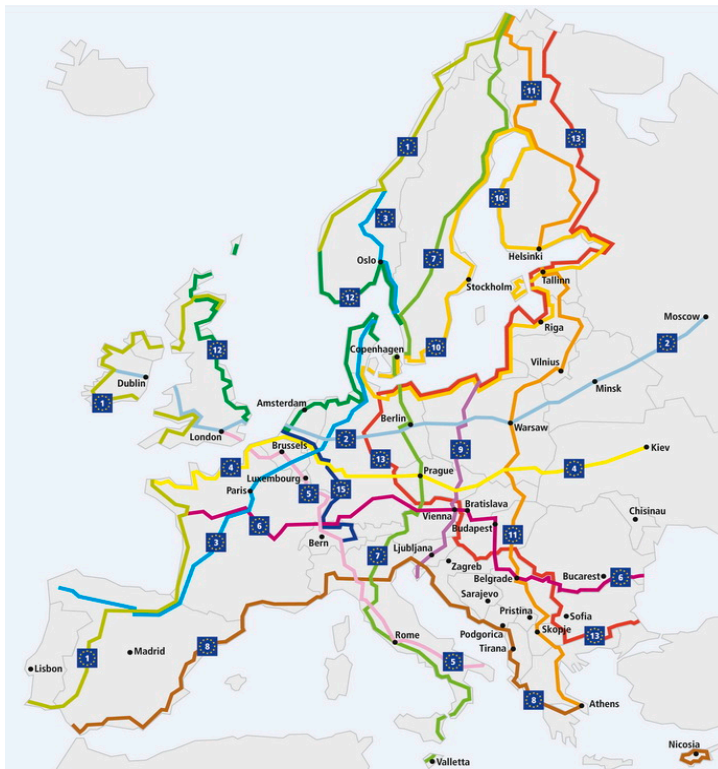 11
1
13
3
10
7
Oslo
Helsinki
12
Stockholm
Tallinn
Moscow
Riga
2
10
12
Copenhagen
Vilnius
Dublin
Minsk
1
Amsterdam
London
Berlin
Warsaw
2
Brussels
9
Kiev
4
13
4
Luxembourg
Prague
5
15
Paris
Vienna
Bratislava
Chisinau
6
Budapest
3
Bern
11
7
Ljubljana
Zagreb
Belgrade
Bucarest
6
Sarajevo
Pristina
Sofia
8
Rome
Podgorica
Skopje
13
Madrid
Tirana
1
Lisbon
5
8
Athens
Nicosia
Valletta